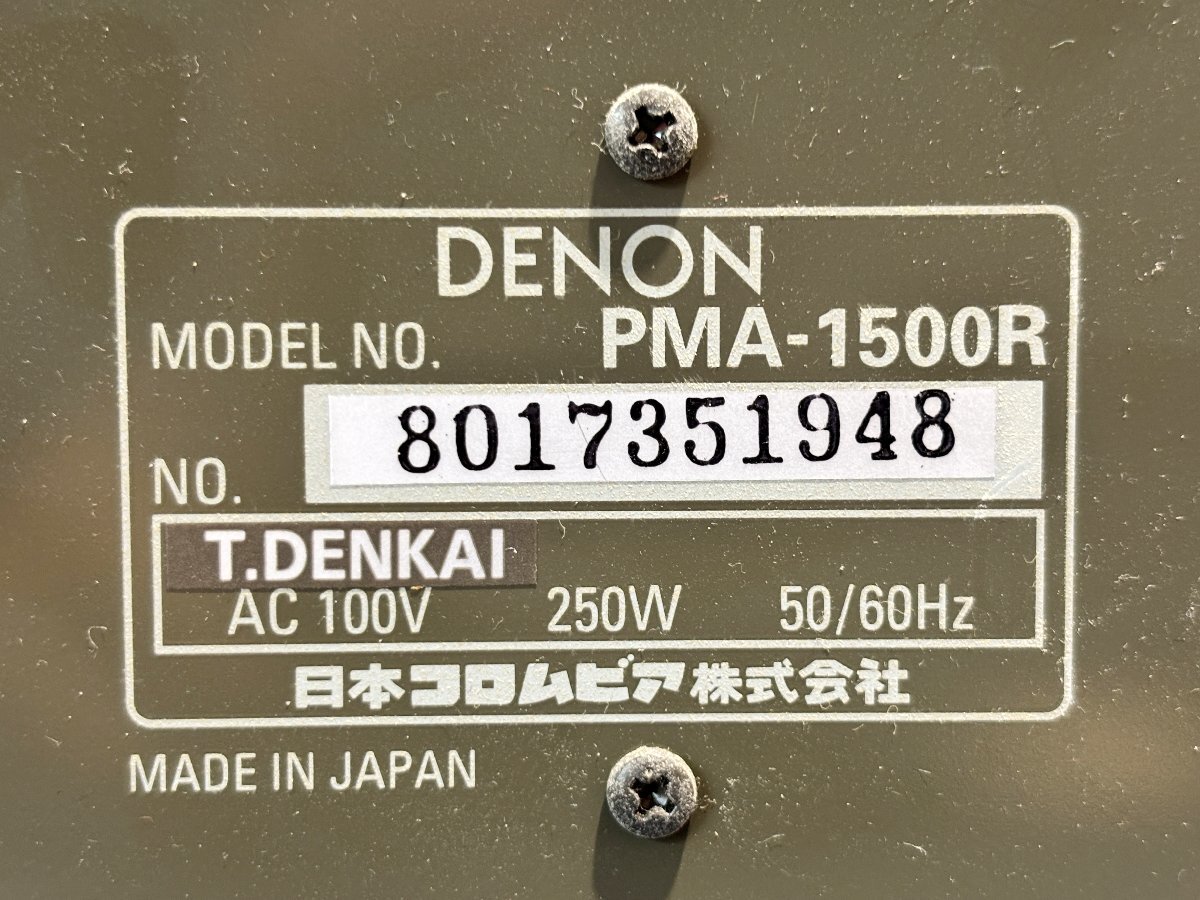 DENON
MODEL NO. PMA-1500R
NO. 8017351948
T.DENKAI
AC 100V 250W 50/60Hz
日本コロムビア株式会社
MADE IN JAPAN